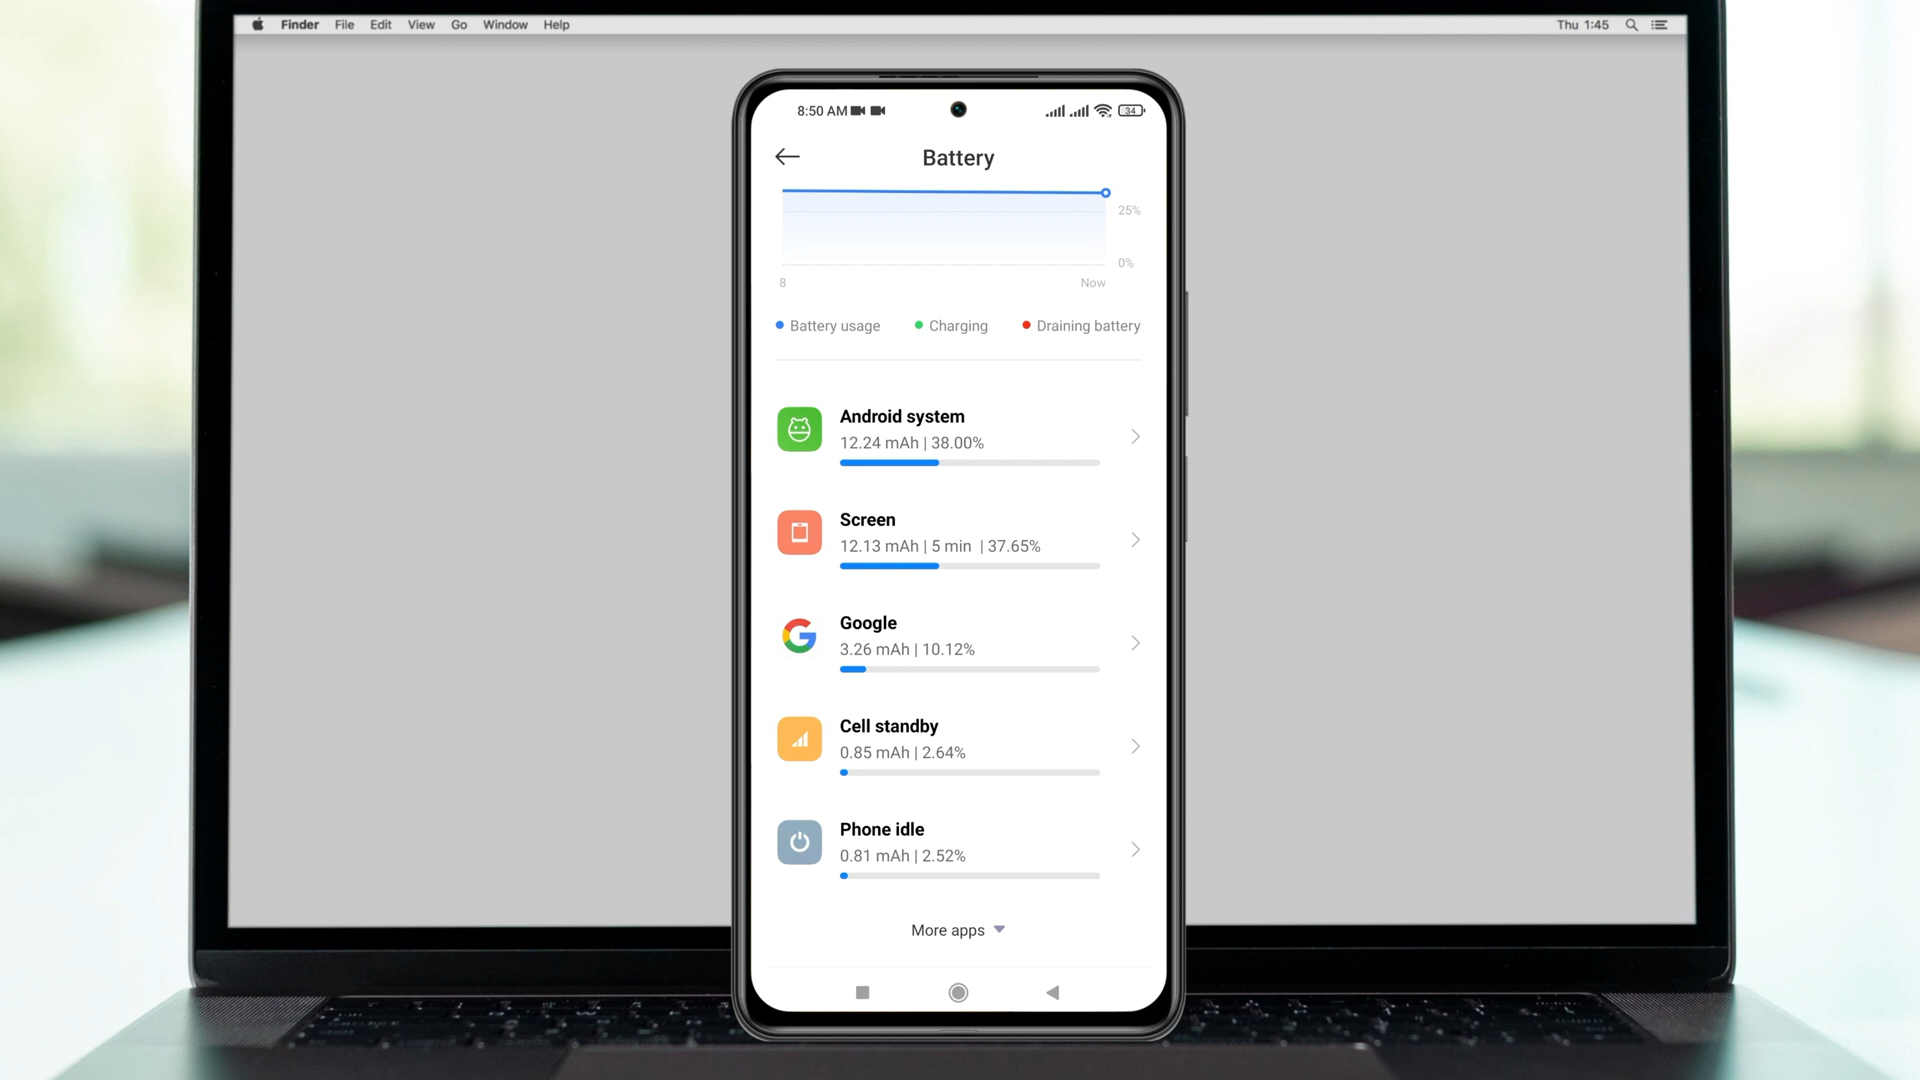 Finder File Edit View Go Window Help
Thu 1:45
8:50 AM
34
Battery
25%
0%
8 Now
Battery usage Charging Draining battery
Android system
12.24 mAh | 38.00%
Screen
12.13 mAh | 5 min | 37.65%
Google
3.26 mAh | 10.12%
Cell standby
0.85 mAh | 2.64%
Phone idle
0.81 mAh | 2.52%
More apps